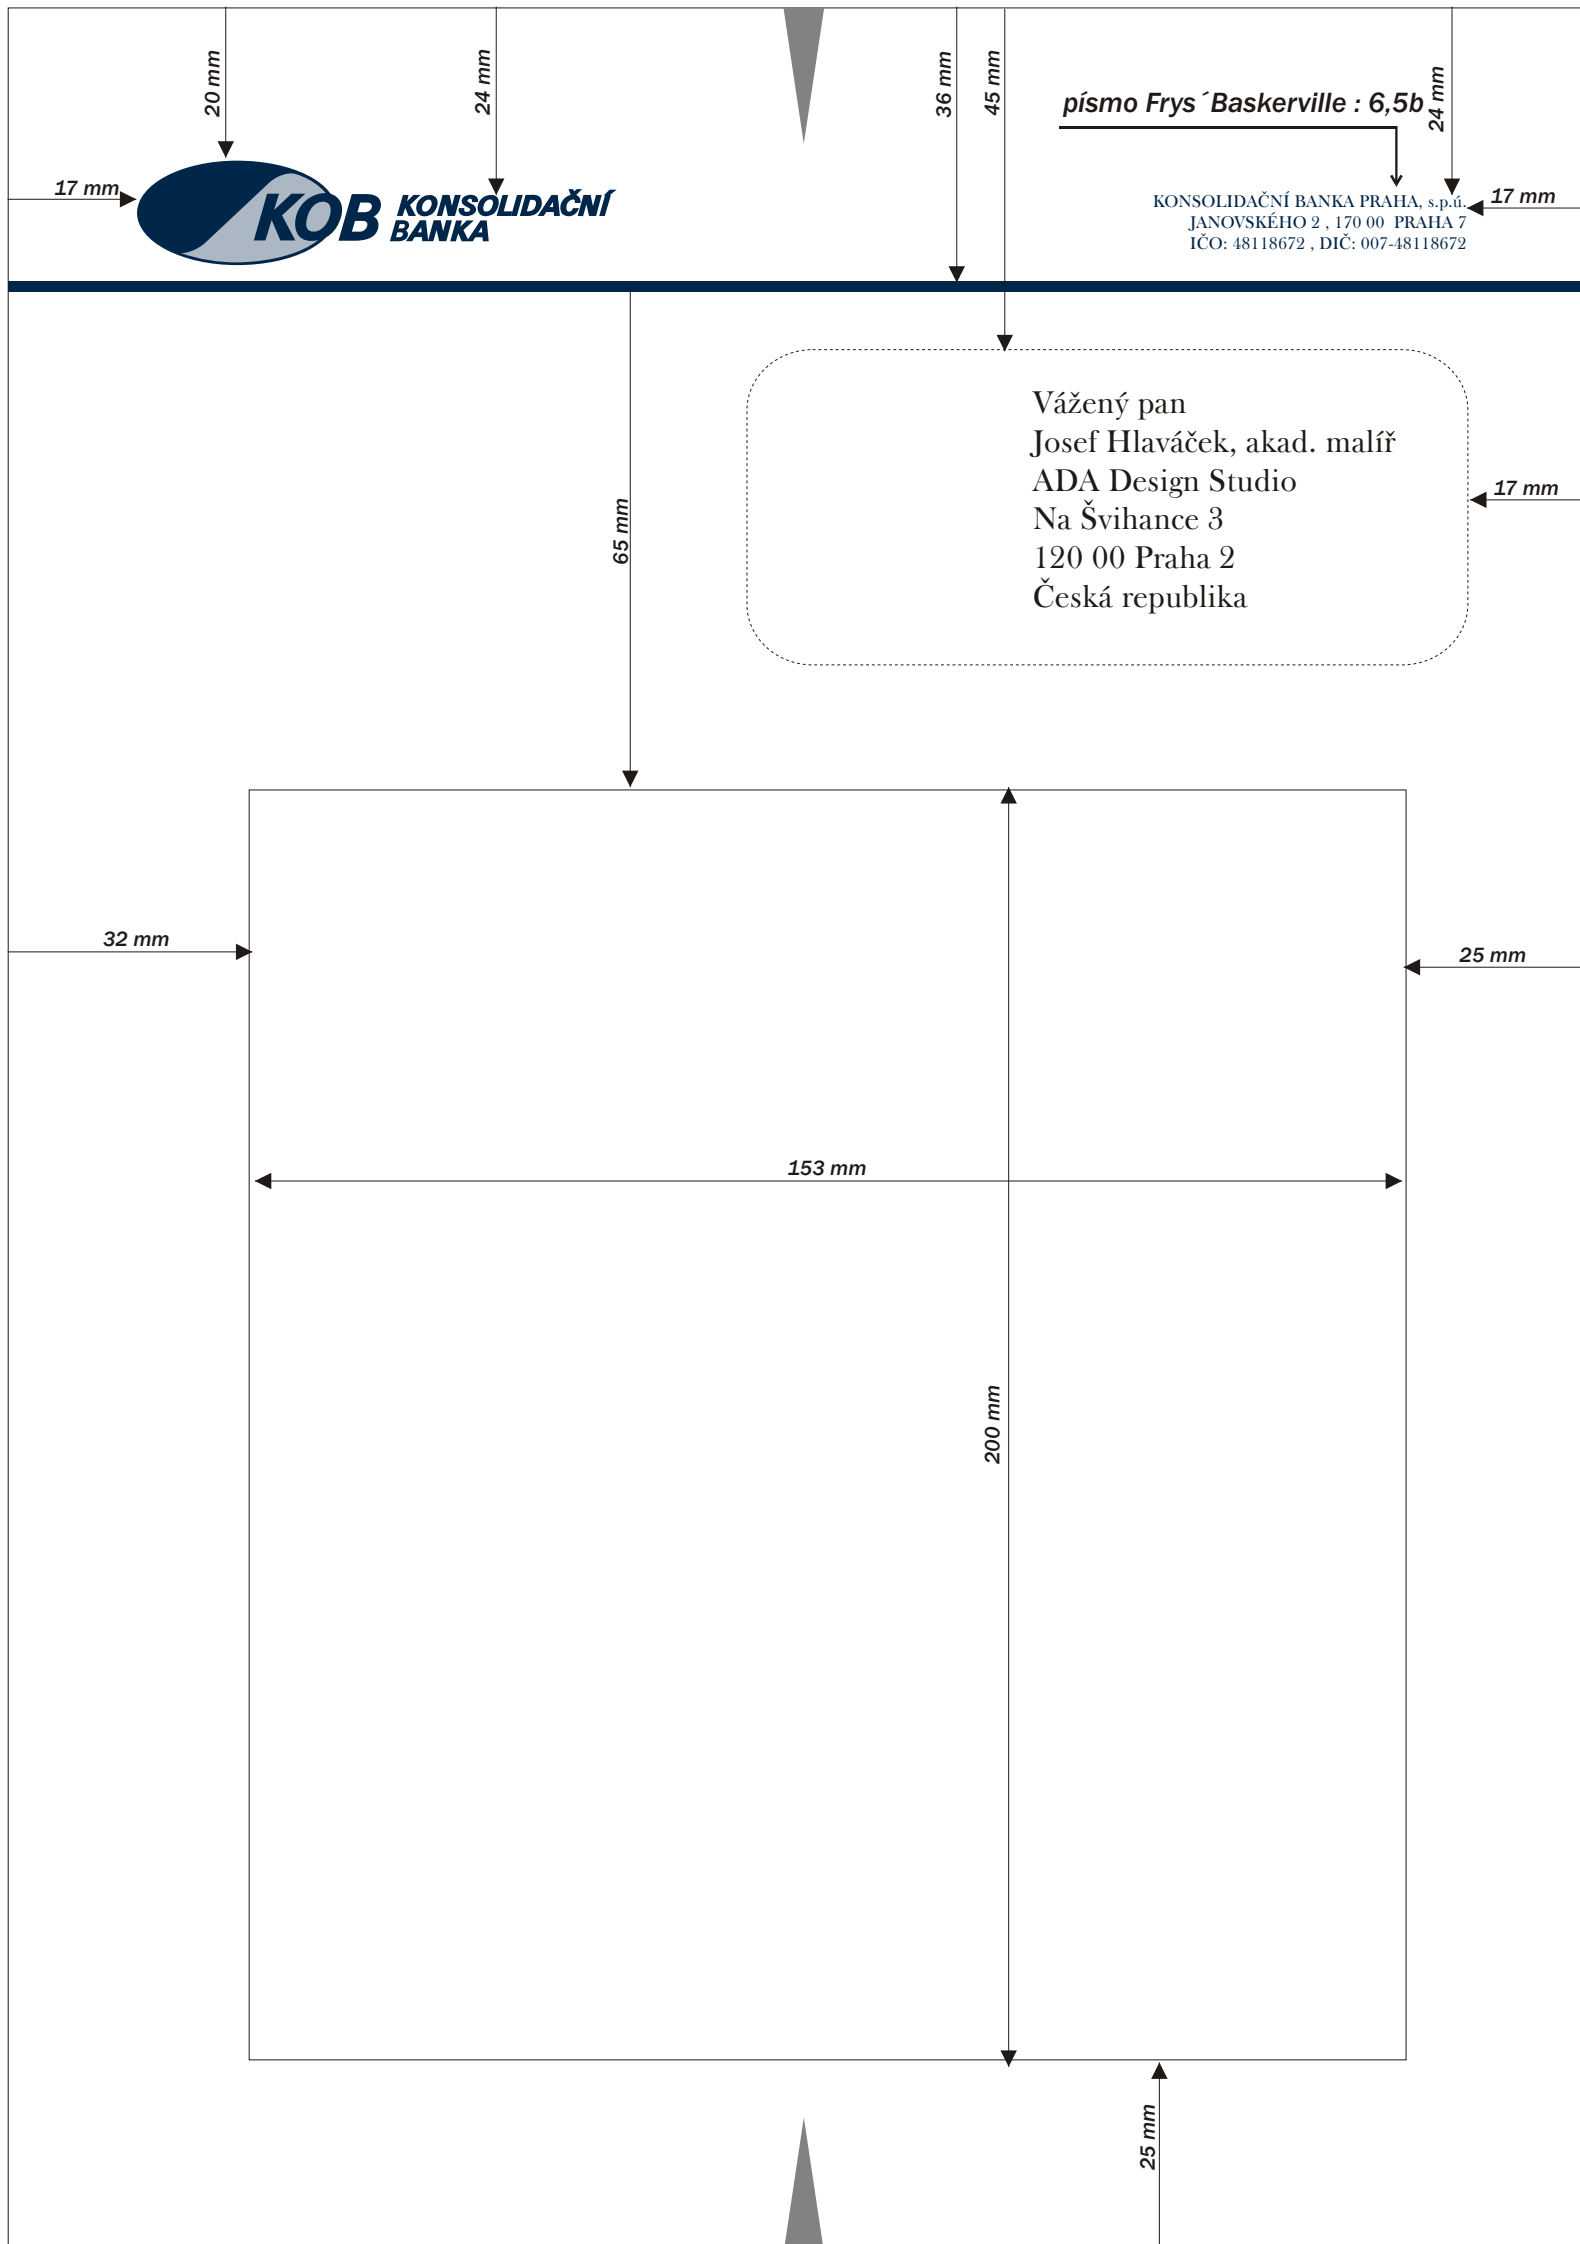 20 mm
24 mm
36 mm
45 mm
24 mm
písmo Frys´Baskerville : 6,5b
17 mm
KOB KONSOLIDAČNÍ
BANKA
KONSOLIDAČNÍ BANKA PRAHA, s.p.ú.
JANOVSKÉHO 2 , 170 00  PRAHA 7
IČO: 48118672 , DIČ: 007-48118672
17 mm
Vážený pan
Josef Hlaváček, akad. malíř
ADA Design Studio
Na Švihance 3
120 00 Praha 2
Česká republika
17 mm
65 mm
32 mm
25 mm
153 mm
200 mm
25 mm